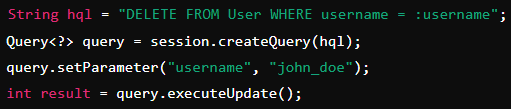 String hql = "DELETE FROM User WHERE username = :username";
Query<?> query = session.createQuery(hql);
query.setParameter("username", "john_doe");
int result = query.executeUpdate();